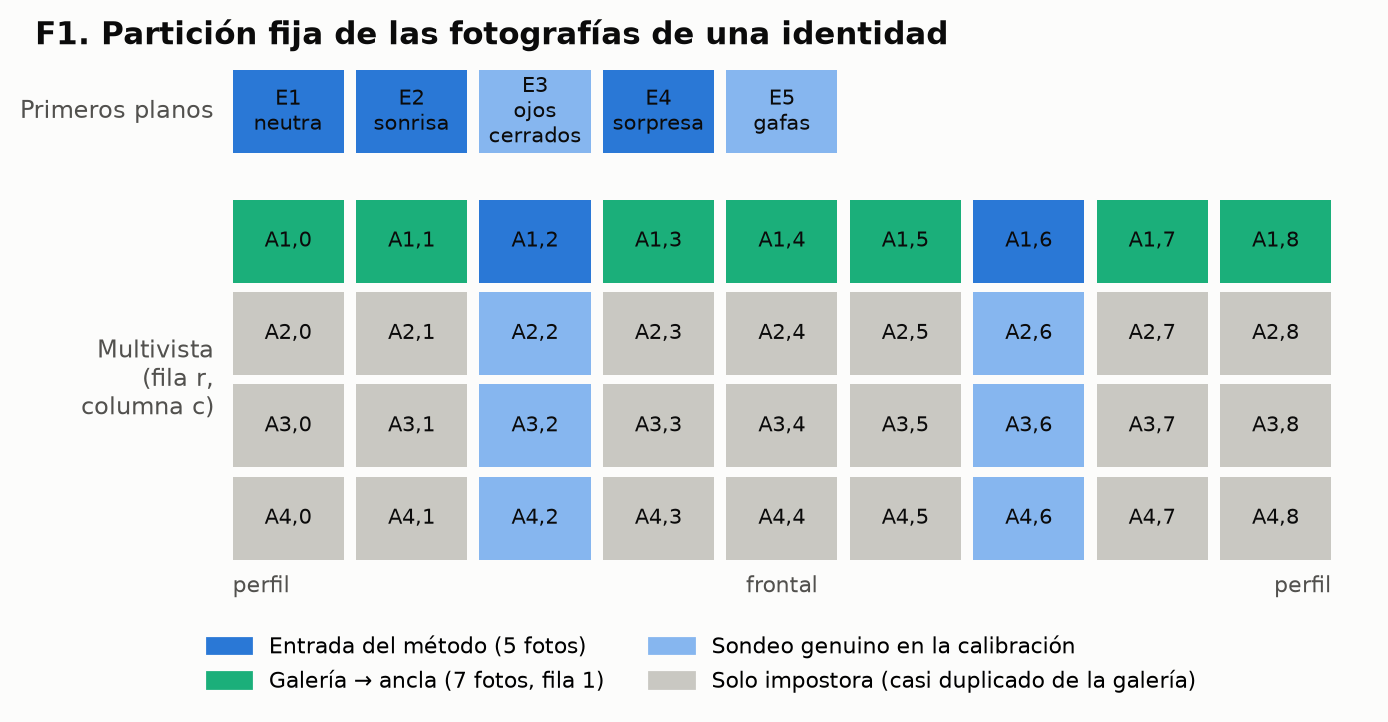 F1. Partición fija de las fotografías de una identidad
Primeros planos
E1
neutra
E2
sonrisa
E3
ojos
cerrados
E4
sorpresa
E5
gafas
Multivista
(fila r,
columna c)
A1,0 A1,1 A1,2 A1,3 A1,4 A1,5 A1,6 A1,7 A1,8
A2,0 A2,1 A2,2 A2,3 A2,4 A2,5 A2,6 A2,7 A2,8
A3,0 A3,1 A3,2 A3,3 A3,4 A3,5 A3,6 A3,7 A3,8
A4,0 A4,1 A4,2 A4,3 A4,4 A4,5 A4,6 A4,7 A4,8
perfil frontal perfil
Entrada del método (5 fotos)
Galería → ancla (7 fotos, fila 1)
Sondeo genuino en la calibración
Solo impostora (casi duplicado de la galería)